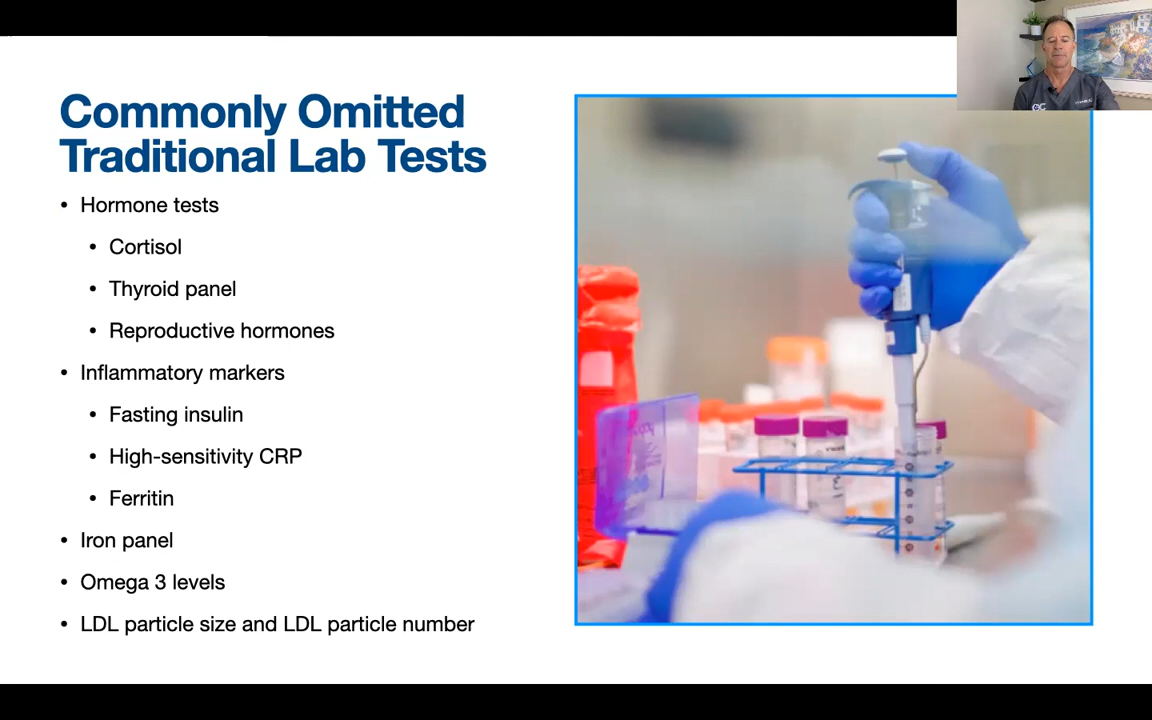 Commonly Omitted
Traditional Lab Tests
• Hormone tests
• Cortisol
• Thyroid panel
• Reproductive hormones
• Inflammatory markers
• Fasting insulin
• High-sensitivity CRP
• Ferritin
• Iron panel
• Omega 3 levels
• LDL particle size and LDL particle number